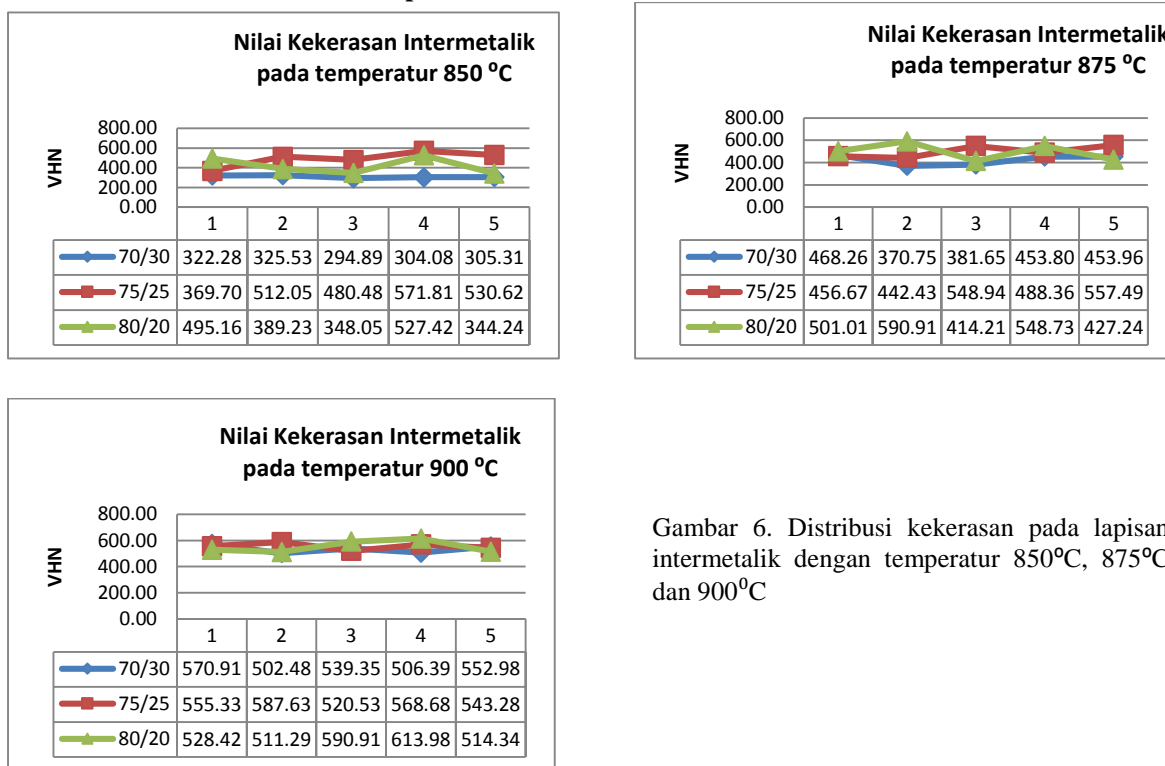 Nilai Kekerasan Intermetalik
pada temperatur 850 ⁰C
VHN
800.00
600.00
400.00
200.00
0.00
1 2 3 4 5
70/30 322.28 325.53 294.89 304.08 305.31
75/25 369.70 512.05 480.48 571.81 530.62
80/20 495.16 389.23 348.05 527.42 344.24
Nilai Kekerasan Intermetalik
pada temperatur 875 ⁰C
VHN
800.00
600.00
400.00
200.00
0.00
1 2 3 4 5
70/30 468.26 370.75 381.65 453.80 453.96
75/25 456.67 442.43 548.94 488.36 557.49
80/20 501.01 590.91 414.21 548.73 427.24
Nilai Kekerasan Intermetalik
pada temperatur 900 ⁰C
VHN
800.00
600.00
400.00
200.00
0.00
1 2 3 4 5
70/30 570.91 502.48 539.35 506.39 552.98
75/25 555.33 587.63 520.53 568.68 543.28
80/20 528.42 511.29 590.91 613.98 514.34
Gambar 6. Distribusi kekerasan pada lapisan
intermetalik dengan temperatur 850⁰C, 875⁰C
dan 900⁰C